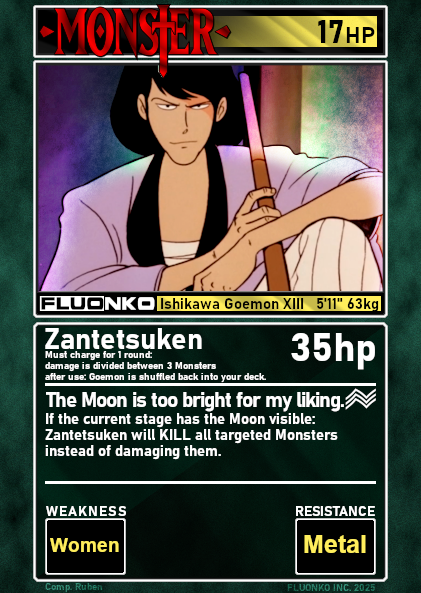 MONSTER
17HP
FLUONKO
Ishikawa Goemon XIII 5'11" 63kg
Zantetsuken
35hp
Must charge for 1 round:
damage is divided between 3 Monsters
after use: Goemon is shuffled back into your deck.
The Moon is too bright for my liking.
If the current stage has the Moon visible:
Zantetsuken will KILL all targeted Monsters
instead of damaging them.
WEAKNESS
RESISTANCE
Women
Metal
Comp. Ruben
FLUONKO INC. 2025